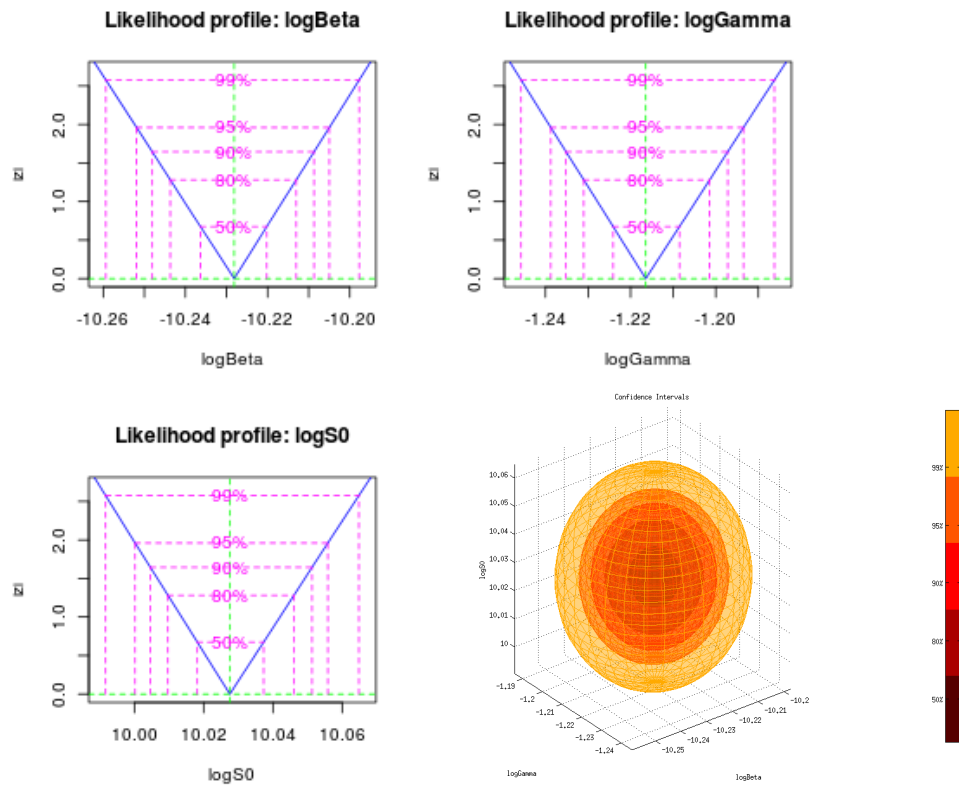 Likelihood profile: logBeta
|z|
0.0 1.0 2.0
99%
95%
90%
80%
50%
-10.26 -10.24 -10.22 -10.20
logBeta
Likelihood profile: logGamma
|z|
0.0 1.0 2.0
99%
95%
90%
80%
50%
-1.24 -1.22 -1.20
logGamma
Likelihood profile: logS0
|z|
0.0 1.0 2.0
99%
95%
90%
80%
50%
10.00 10.02 10.04 10.06
logS0
Confidence Intervals
logS0
10.06
10.05
10.04
10.03
10.02
10.01
10
-1.19
-1.2
-1.21
-1.22
-1.23
-1.24
logGamma
-10.25
-10.24
-10.23
-10.22
-10.21
-10.2
logBeta
99%
95%
90%
80%
50%